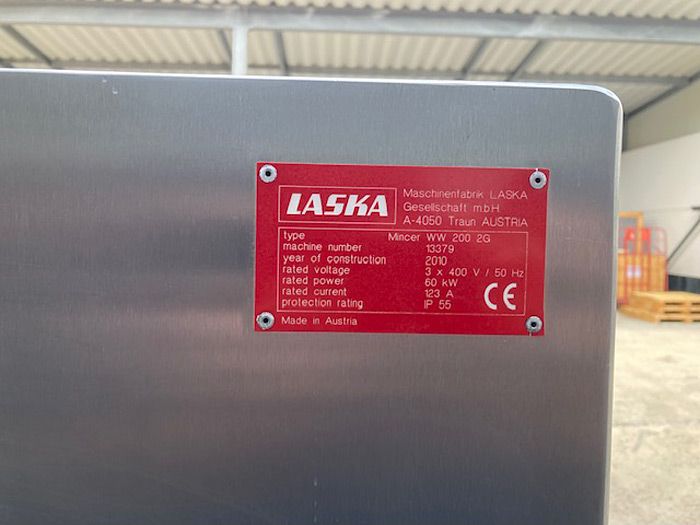 LASKA
Maschinenfabrik LASKA
Gesellschaft m.b.H
A-4050 Traun AUSTRIA
type Mincer WW 200 2G
machine number 13379
year of construction 2010
rated voltage 3 x 400 V / 50 Hz
rated power 60 kW
rated current 123 A
protection rating IP 55
CE
Made in Austria